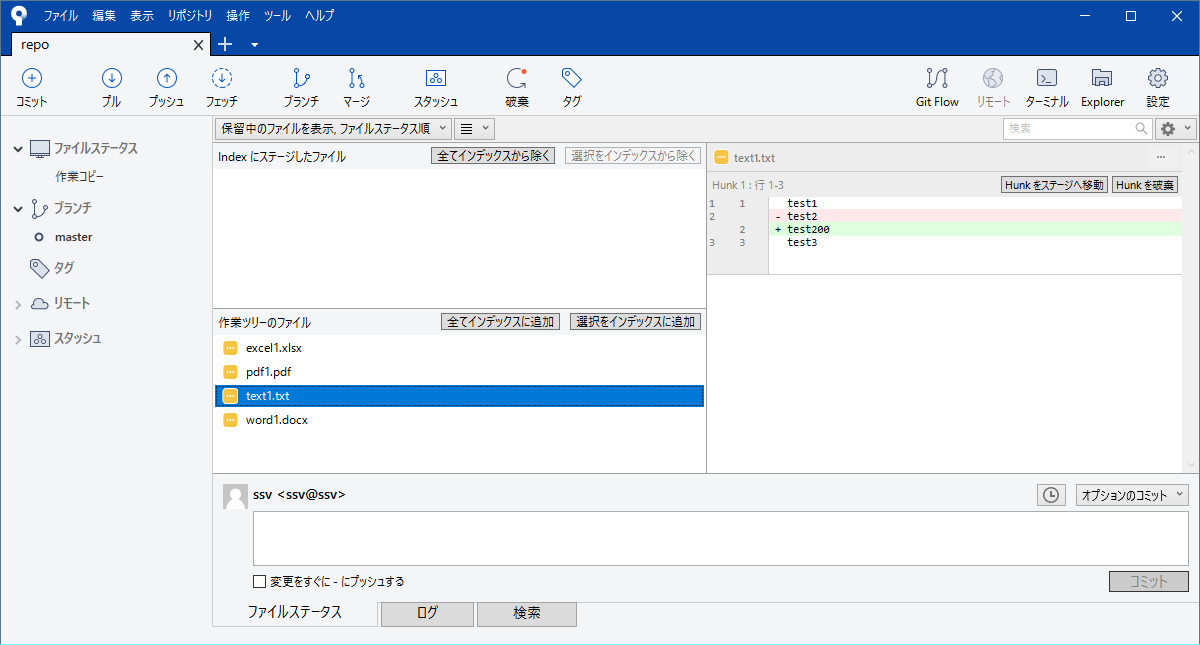 ファイル 編集 表示 リポジトリ 操作 ツール ヘルプ
repo
コミット プル プッシュ フェッチ ブランチ マージ スタッシュ 破棄 タグ Git Flow リモート ターミナル Explorer 設定
保留中のファイルを表示, ファイルステータス順 検索
ファイルステータス
作業コピー
ブランチ
master
タグ
リモート
スタッシュ
Index にステージしたファイル 全てインデックスから除く 選択をインデックスから除く
作業ツリーのファイル 全てインデックスに追加 選択をインデックスに追加
excel1.xlsx
pdf1.pdf
text1.txt
word1.docx
text1.txt
Hunk 1 : 行 1-3 Hunk をステージへ移動 Hunk を破棄
1 1 test1
2 - test2
2 + test200
3 3 test3
ssv <ssv@ssv> オプションのコミット
変更をすぐに - にプッシュする コミット
ファイルステータス ログ 検索